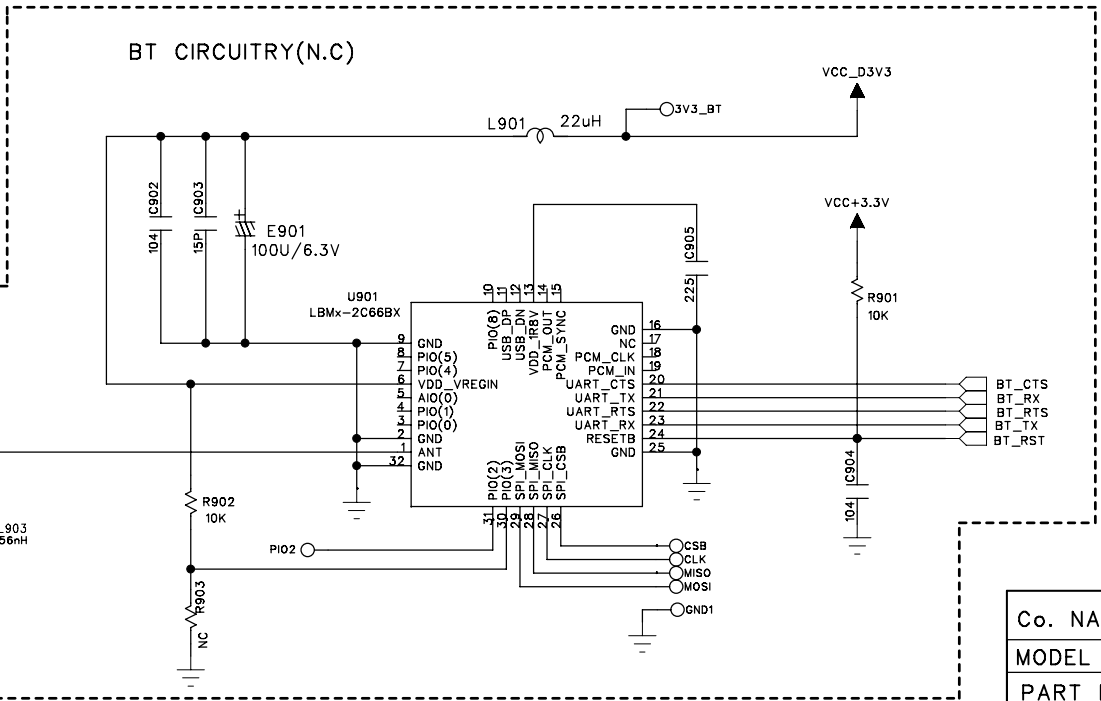 BT CIRCUITRY(N.C)
VCC_D3V3
3V3_BT
L901 22uH
C902
104
C903
15P
+
E901
100U/6.3V
VCC+3.3V
C905
225
R901
10K
U901
LBMx-2C66BX
10 11 12 13 14 15
PIO(8)
USB_DP
USB_DN
VDD_1R8V
PCM_OUT
PCM_SYNC
9 GND
8 PIO(5)
7 PIO(4)
6 VDD_VREGIN
5 AIO(0)
4 PIO(1)
3 PIO(0)
2 GND
1 ANT
32 GND
GND 16
NC 17
PCM_CLK 18
PCM_IN 19
UART_CTS 20
UART_TX 21
UART_RTS 22
UART_RX 23
RESETB 24
GND 25
BT_CTS
BT_RX
BT_RTS
BT_TX
BT_RST
PIO(2)
PIO(3)
SPI_MOSI
SPI_MISO
SPI_CLK
SPI_CSB
31 30 29 28 27 26
C904
104
R902
10K
L903
56nH
PIO2
CSB
CLK
MISO
MOSI
GND1
R903
NC
Co. NA
MODEL
PART